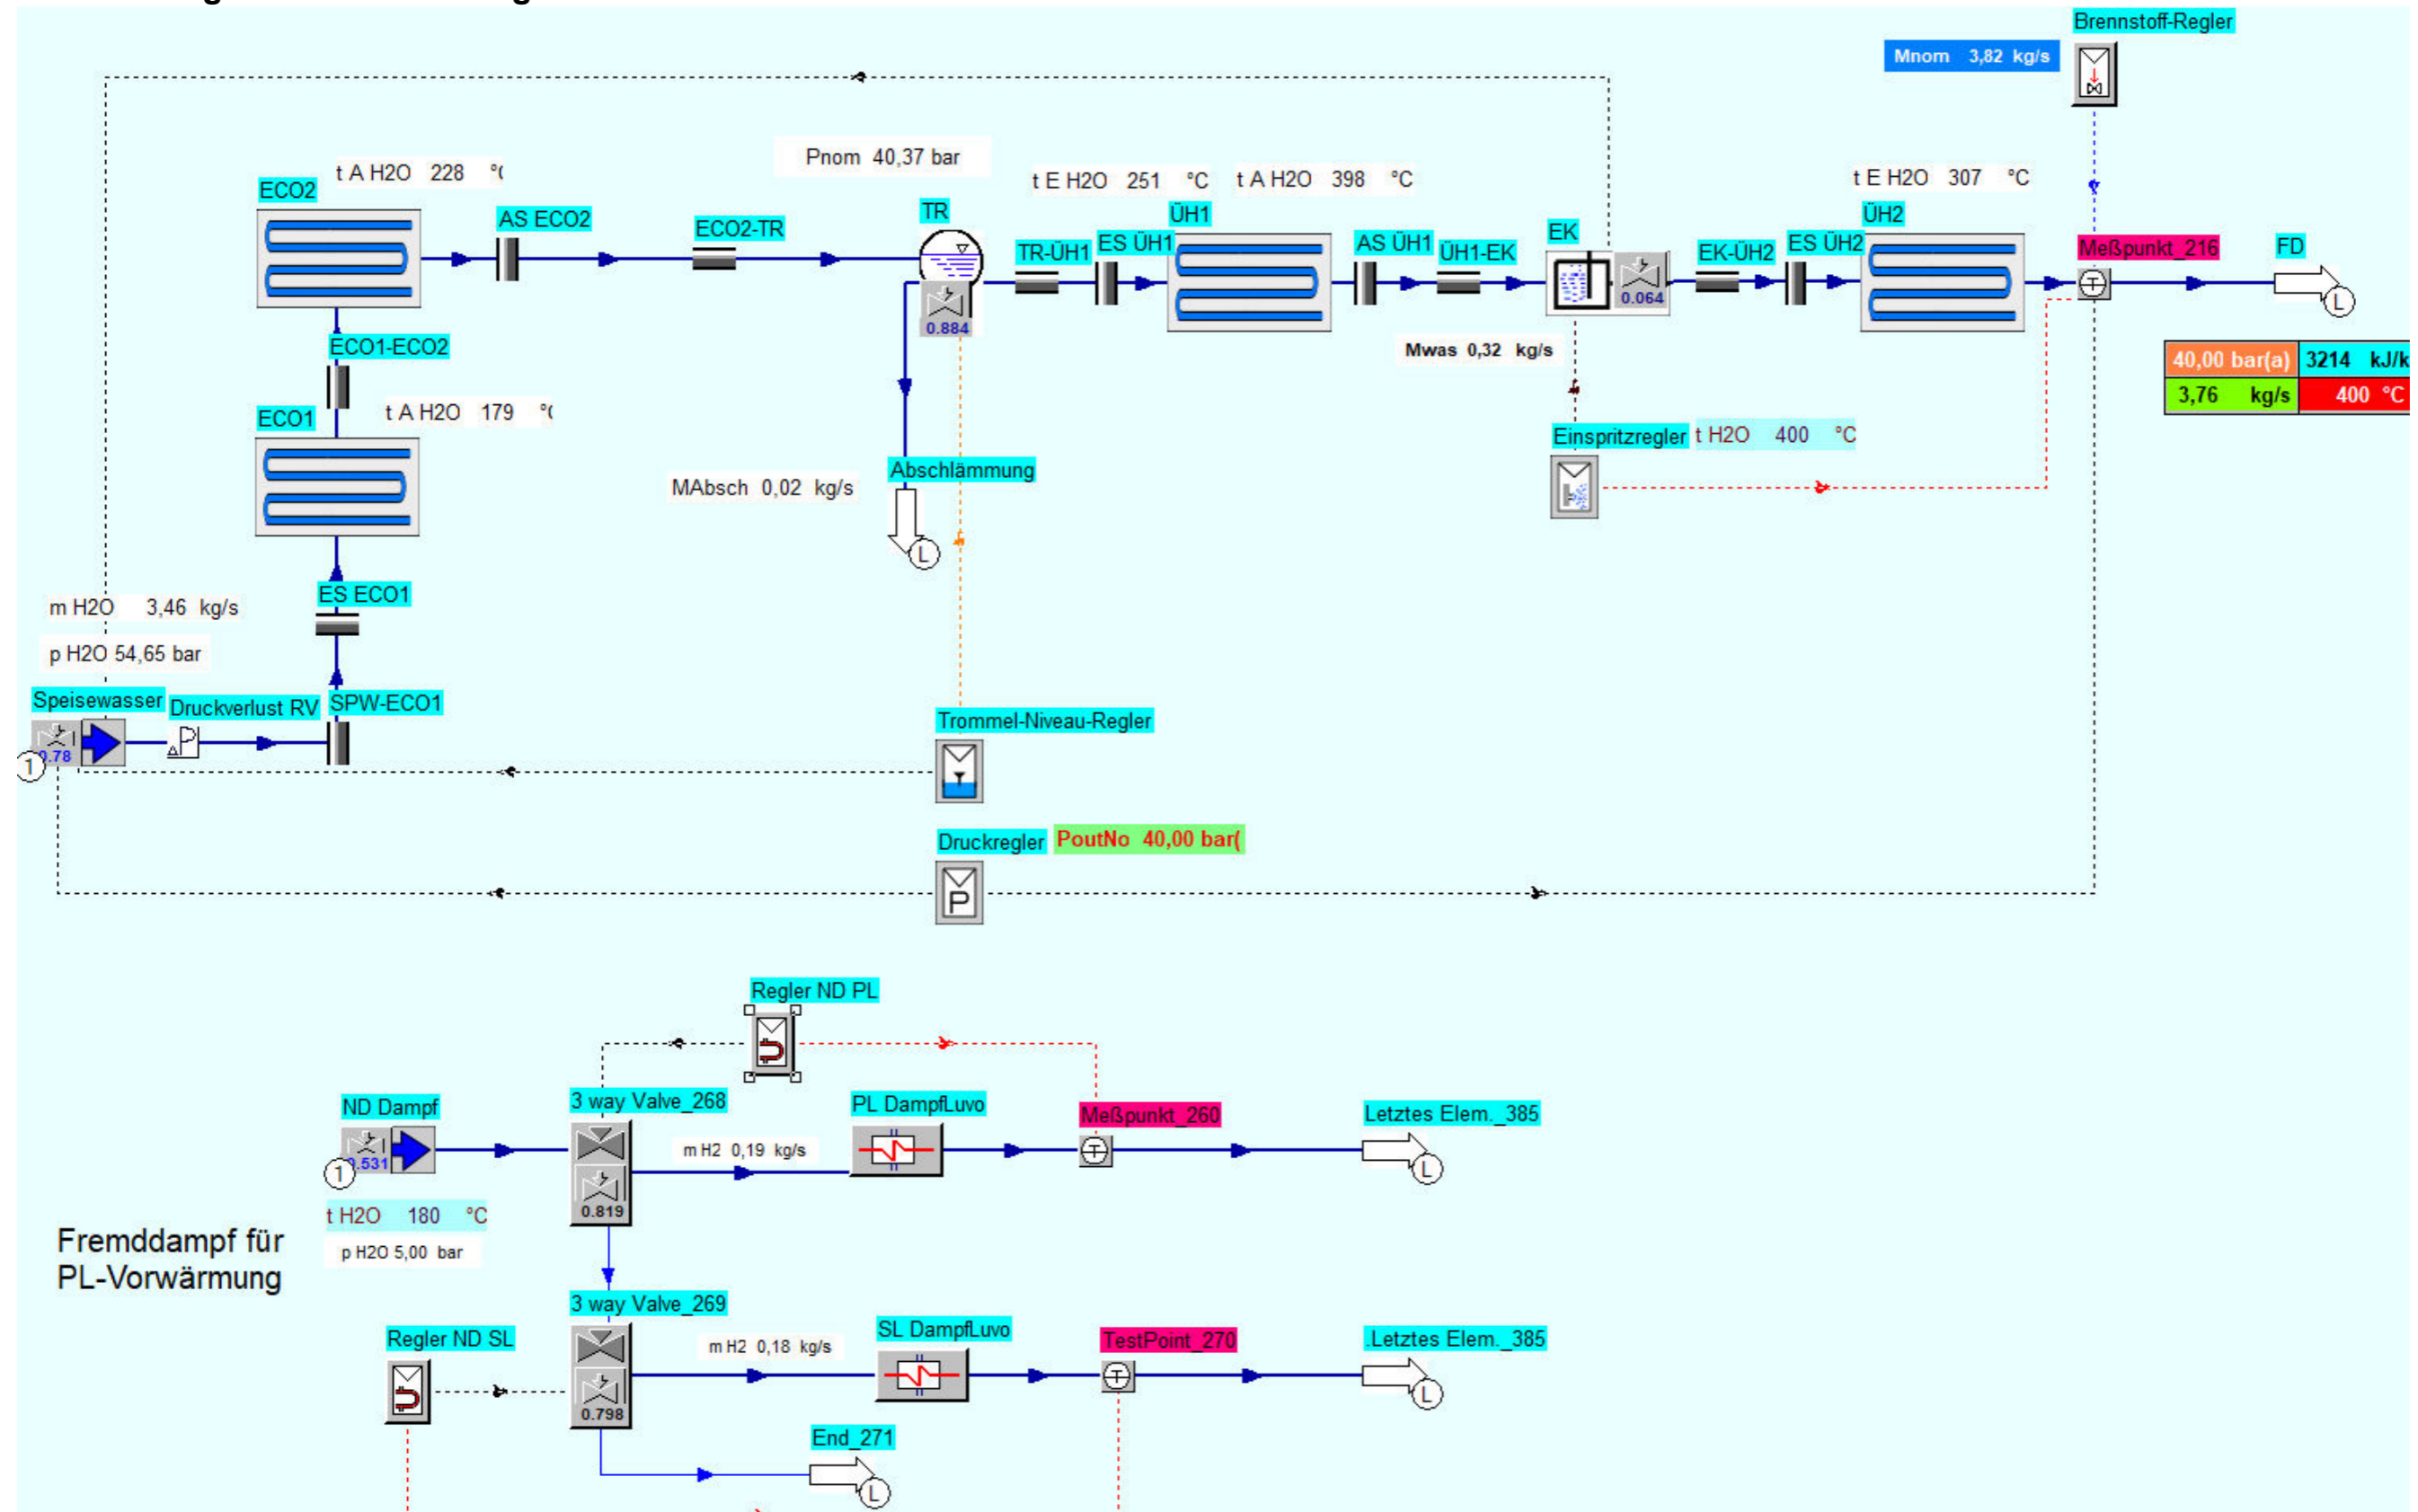 Brennstoff-Regler
Mnom 3,82 kg/s
Pnom 40,37 bar
t A H2O 228
ECO2
AS ECO2
ECO2-TR
TR
t E H2O 251 °C
t A H2O 398 °C
t E H2O 307 °C
TR-ÜH1
ES ÜH1
ÜH1
AS ÜH1
ÜH1-EK
EK
EK-ÜH2
ES ÜH2
ÜH2
Meßpunkt_216
FD
L
0.884
0.064
ECO1-ECO2
Mwas 0,32 kg/s
40,00 bar(a) 3214 kJ/k
3,76 kg/s 400 °C
ECO1
t A H2O 179
Einspritzregler
t H2O 400 °C
MAbsch 0,02 kg/s
Abschlämmung
L
ES ECO1
m H2O 3,46 kg/s
p H2O 54,65 bar
Speisewasser
Druckverlust RV
SPW-ECO1
Trommel-Niveau-Regler
1
0.78
P
Druckregler
PoutNo 40,00 bar(
P
Regler ND PL
ND Dampf
3 way Valve_268
PL DampfLuvo
Meßpunkt_260
Letztes Elem._385
m H2 0,19 kg/s
1
0.531
L
0.819
t H2O 180 °C
p H2O 5,00 bar
Fremddampf für
PL-Vorwärmung
3 way Valve_269
Regler ND SL
m H2 0,18 kg/s
SL DampfLuvo
TestPoint_270
.Letztes Elem._385
L
0.798
End_271
L